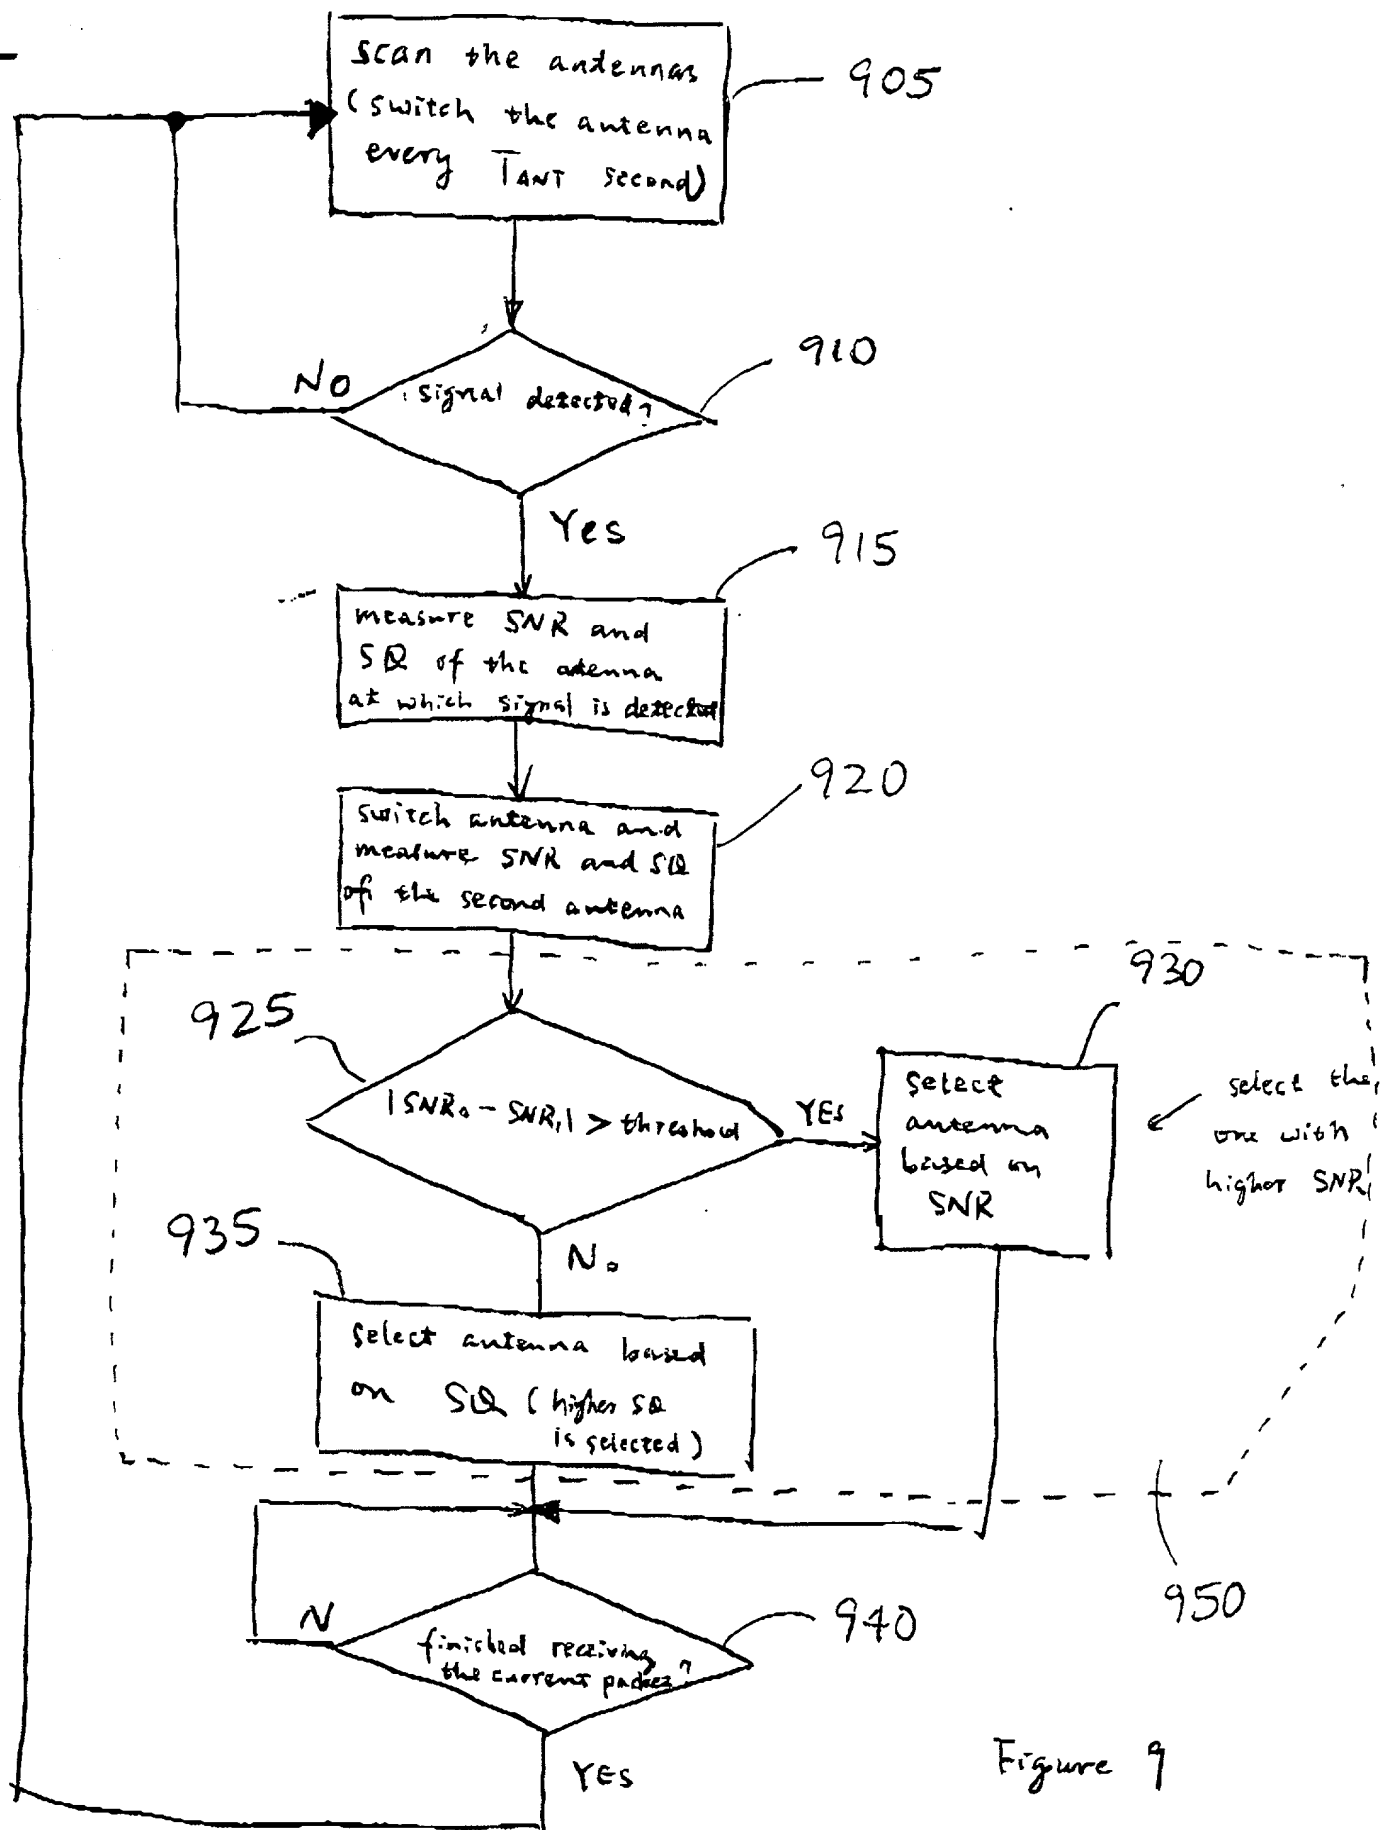 scan the antennas
(switch the antenna
every TANT second)
905
910
No
signal detected?
Yes
915
measure SNR and
SQ of the atenna
at which signal is detected
920
switch antenna and
measure SNR and SQ
of the second antenna
930
925
|SNR0 - SNR1| > threshold
YES
select
antenna
based on
SNR
select the
one with
higher SNR
935
No
select antenna based
on SQ (higher SQ
is selected)
950
N
940
finished receiving
the current packet?
YES
Figure 9